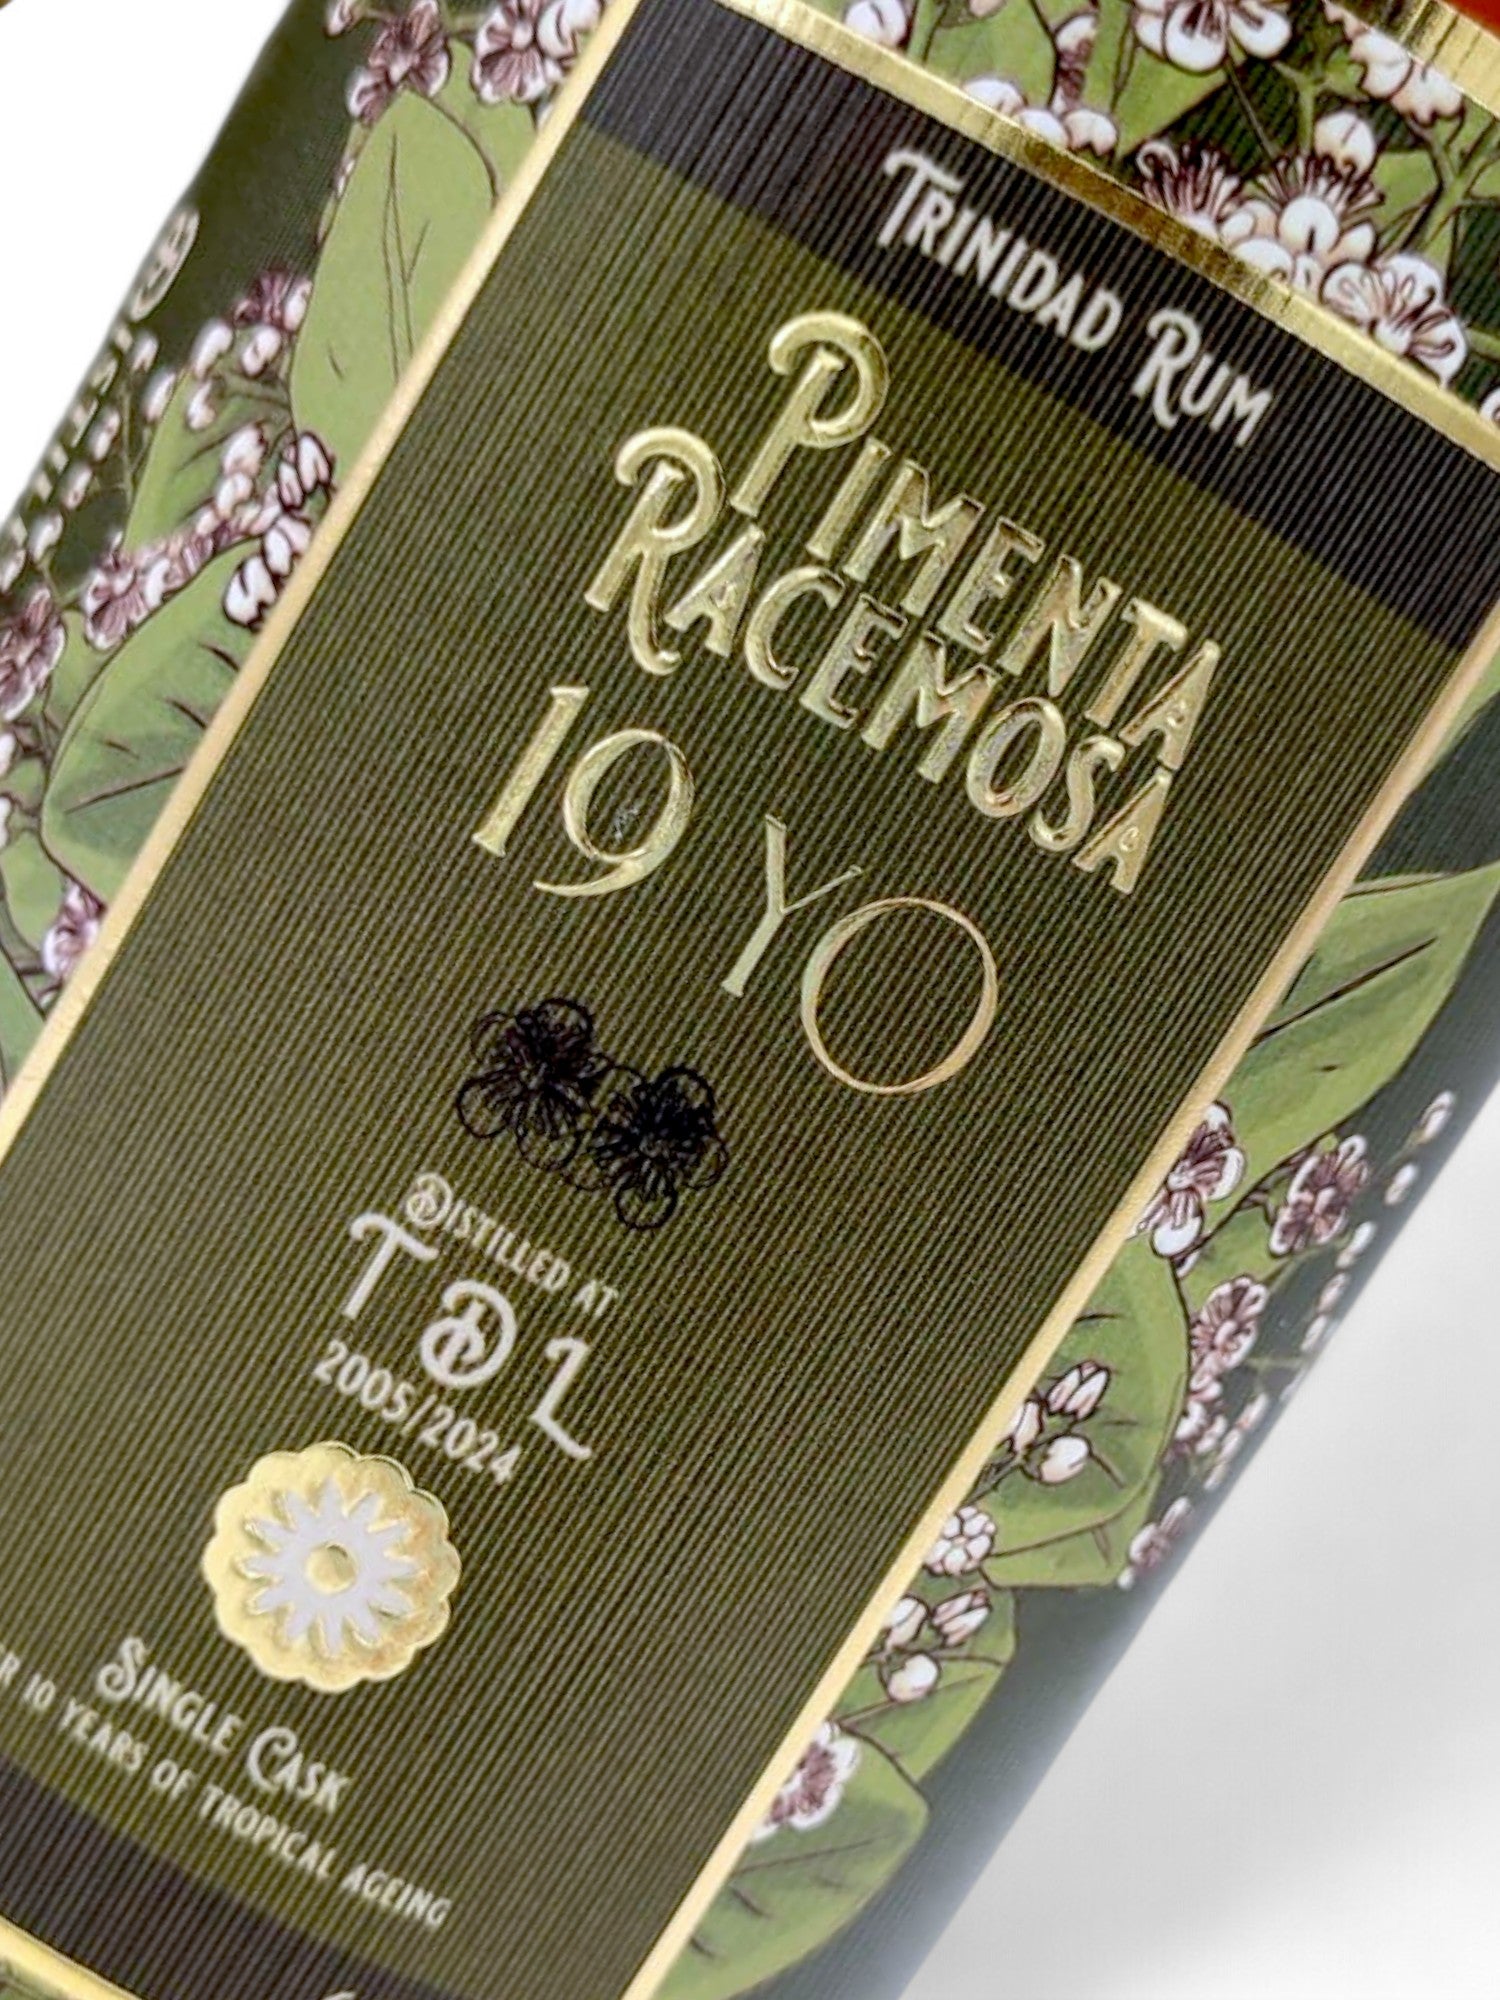 Trinidad Rum
Pimenta
Racemosa
19 YO
Distilled at
TDL
2005/2024
Single Cask
10 years of tropical ageing